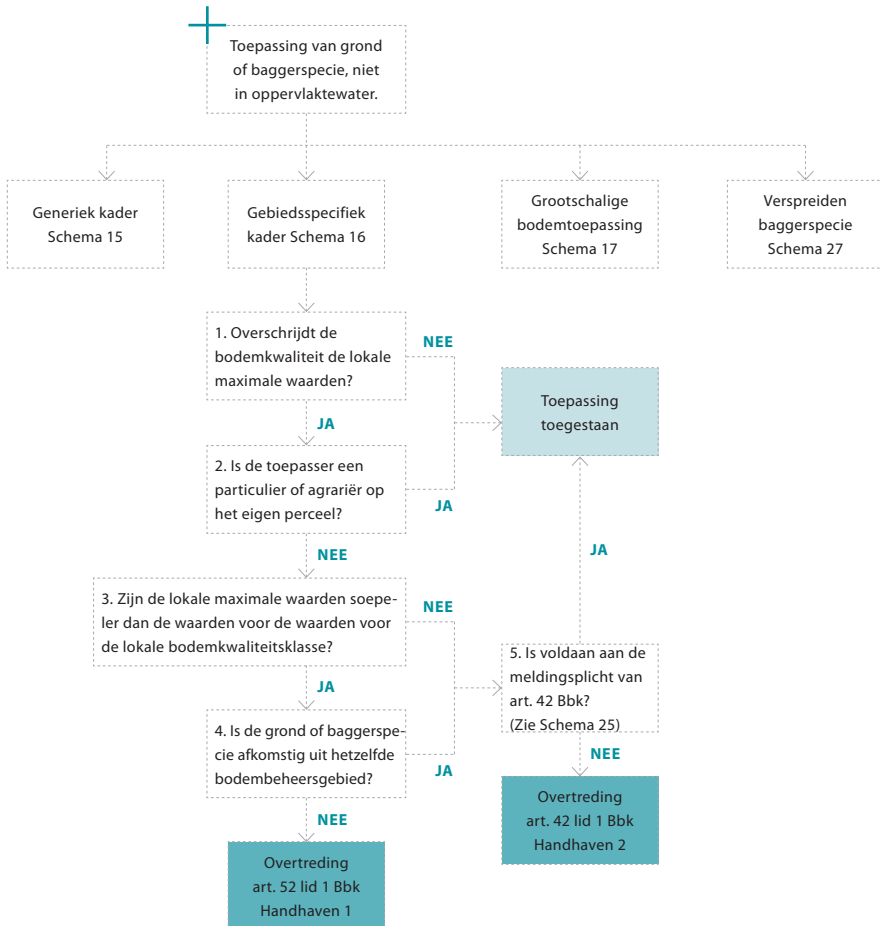 Toepassing van grond
of baggerspecie, niet
in oppervlaktewater.
Generiek kader
Schema 15
Gebiedsspecifiek
kader Schema 16
Grootschalige
bodemtoepassing
Schema 17
Verspreiden
baggerspecie
Schema 27
1. Overschrijdt de
bodemkwaliteit de lokale
maximale waarden?
NEE
Toepassing
toegestaan
JA
2. Is de toepasser een
particulier of agrariër op
het eigen perceel?
JA
NEE
JA
3. Zijn de lokale maximale waarden soepe-
ler dan de waarden voor de waarden voor
de lokale bodemkwaliteitsklasse?
NEE
5. Is voldaan aan de
meldingsplicht van
art. 42 Bbk?
(Zie Schema 25)
JA
4. Is de grond of baggerspe-
cie afkomstig uit hetzelfde
bodembeheersgebied?
JA
NEE
NEE
Overtreding
art. 42 lid 1 Bbk
Handhaven 2
Overtreding
art. 52 lid 1 Bbk
Handhaven 1